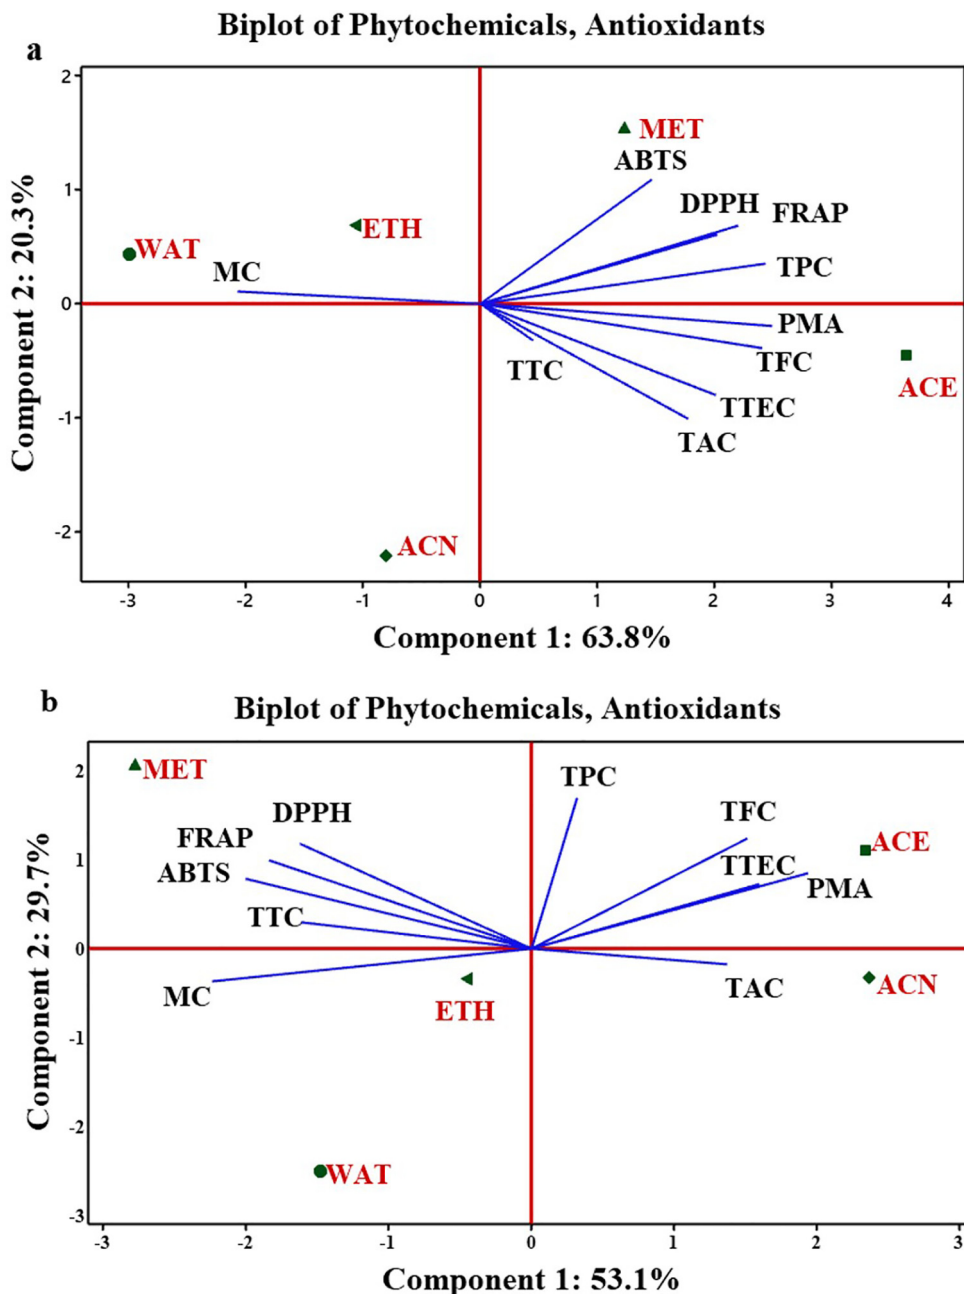 Biplot of Phytochemicals, Antioxidants
a
2
MET
ABTS
1
DPPH
FRAP
ETH
WAT
TPC
MC
0
PMA
TTC
TFC
ACE
TTEC
-1
TAC
-2
ACN
-3 -2 -1 0 1 2 3 4
Component 2: 20.3%
Component 1: 63.8%
b
Biplot of Phytochemicals, Antioxidants
2
MET
TPC
DPPH
TFC
FRAP
ACE
1
ABTS
TTEC
PMA
TTC
0
MC
TAC
ACN
ETH
-1
-2
WAT
-3
-3 -2 -1 0 1 2 3
Component 2: 29.7%
Component 1: 53.1%